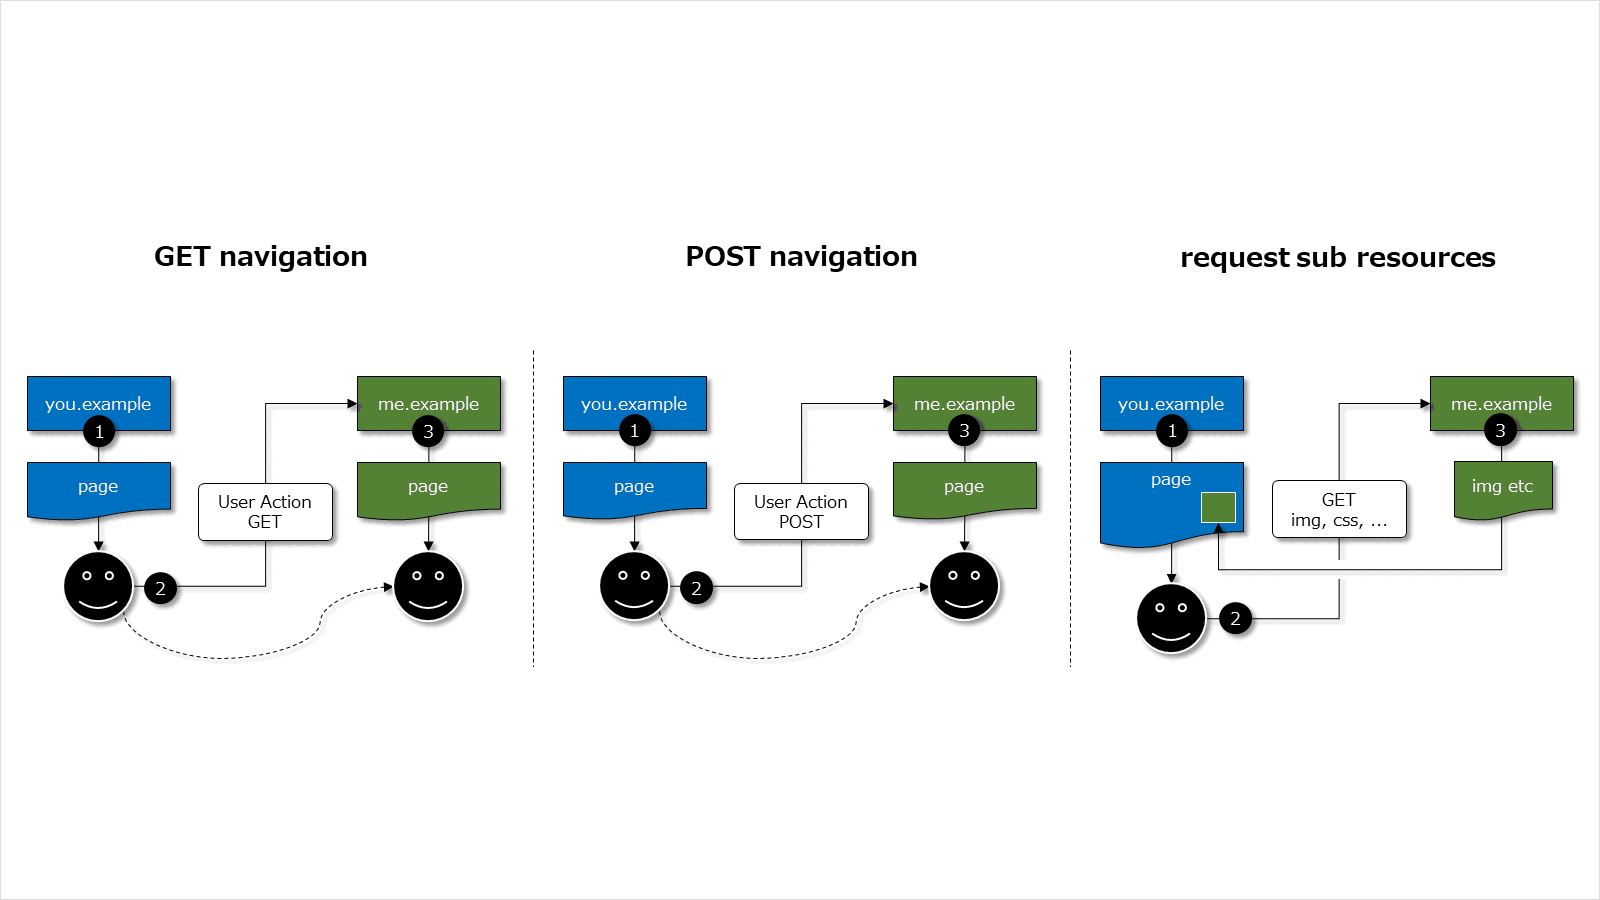 GET navigation
you.example
1
page
2
User Action
GET
me.example
3
page
POST navigation
you.example
1
page
2
User Action
POST
me.example
3
page
request sub resources
you.example
1
page
2
GET
img, css, ...
me.example
3
img etc